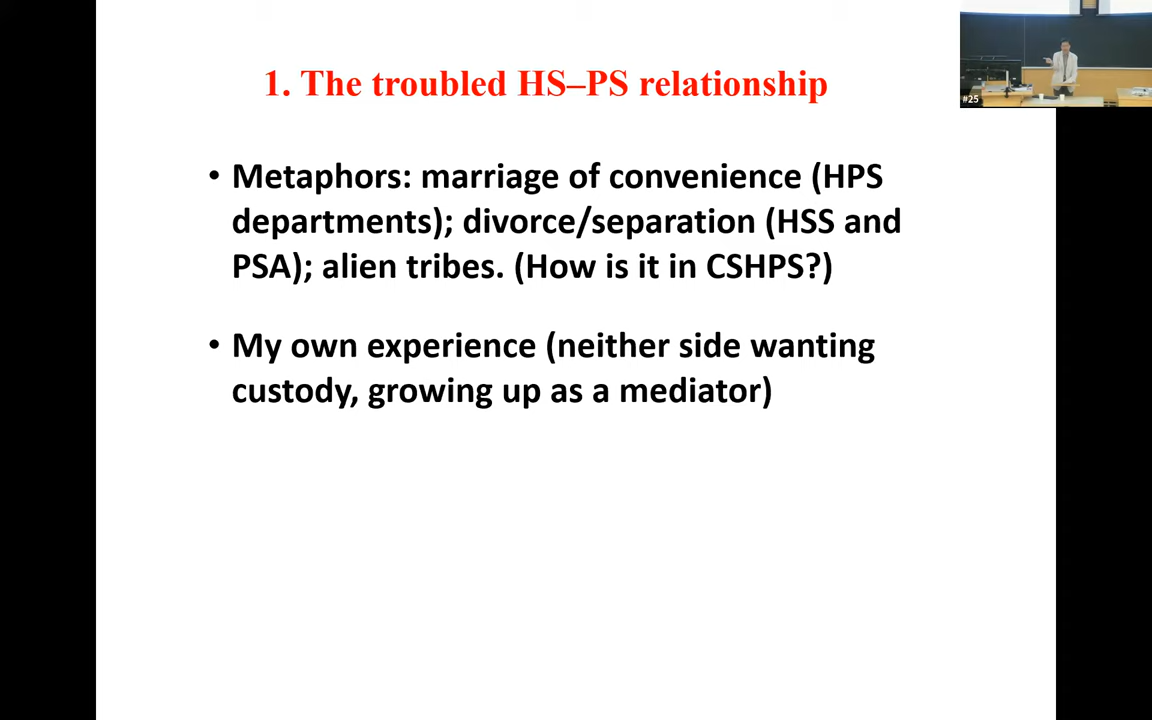 1. The troubled HS–PS relationship
• Metaphors: marriage of convenience (HPS
departments); divorce/separation (HSS and
PSA); alien tribes. (How is it in CSHPS?)
• My own experience (neither side wanting
custody, growing up as a mediator)
#25